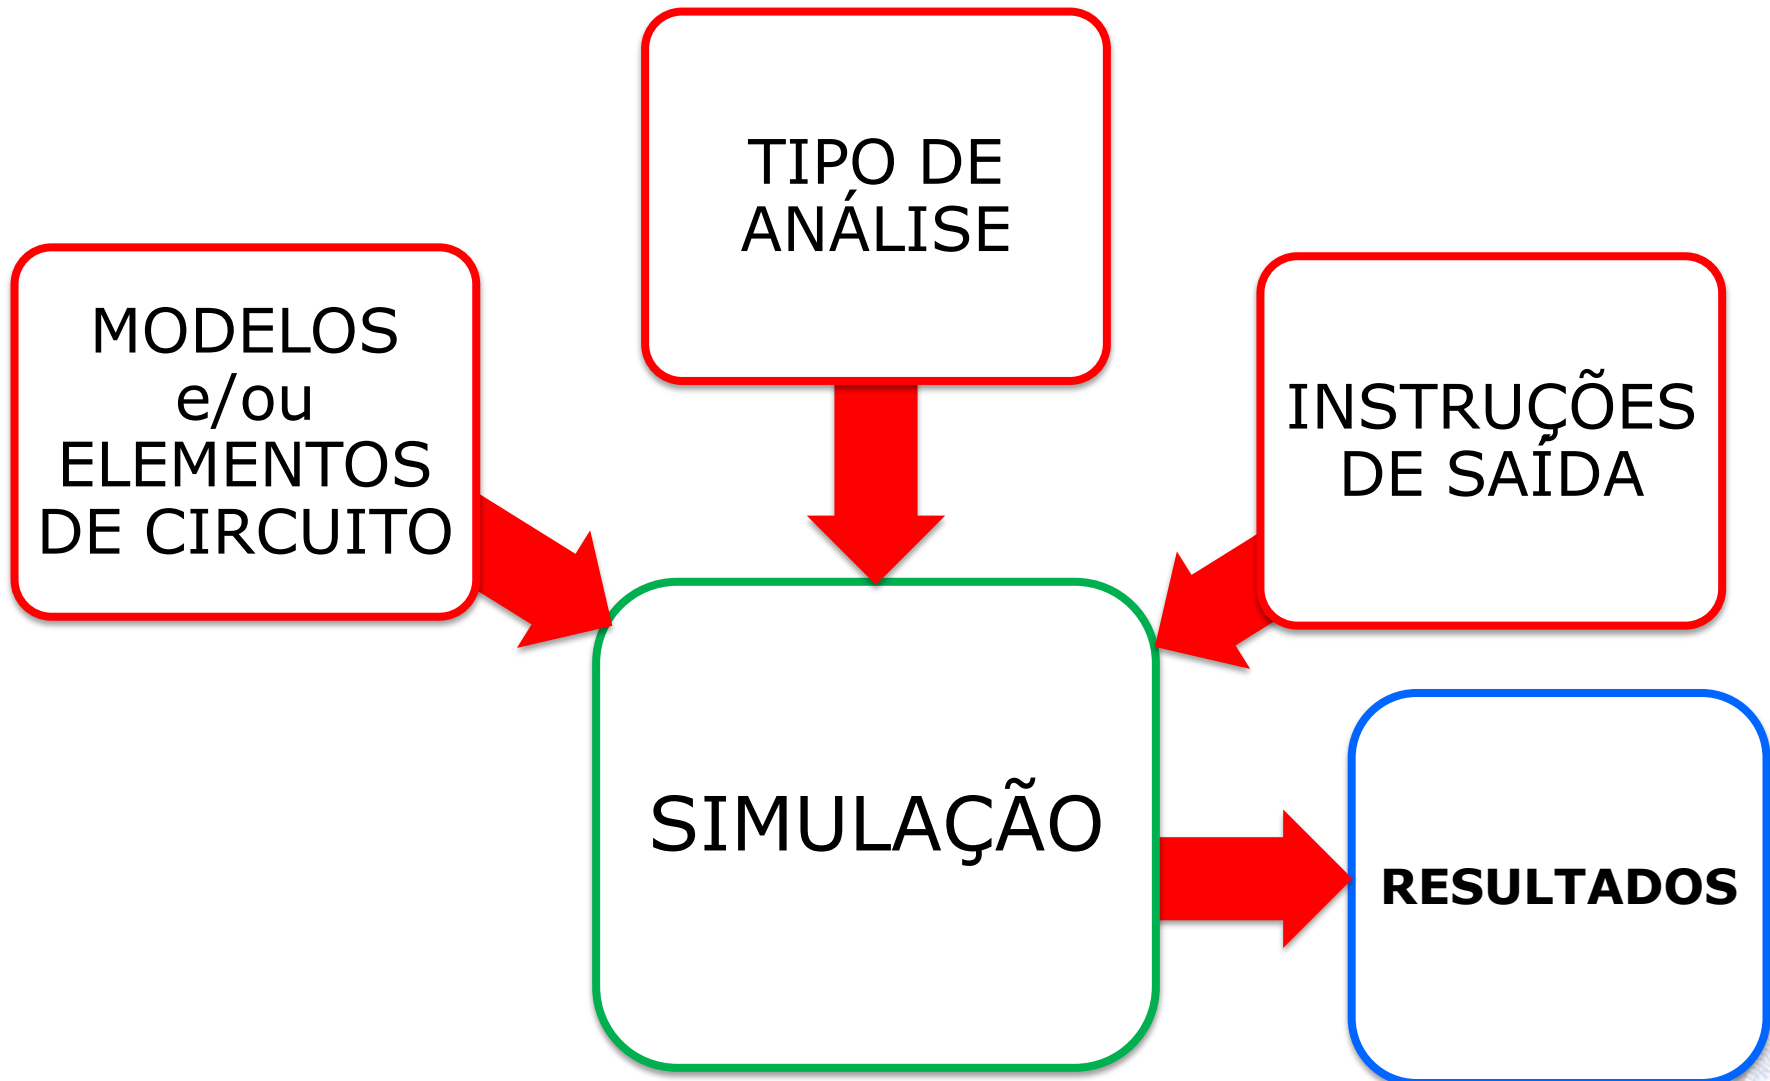 TIPO DE
ANÁLISE
MODELOS
e/ou
ELEMENTOS
DE CIRCUITO
INSTRUÇÕES
DE SAÍDA
SIMULAÇÃO
RESULTADOS